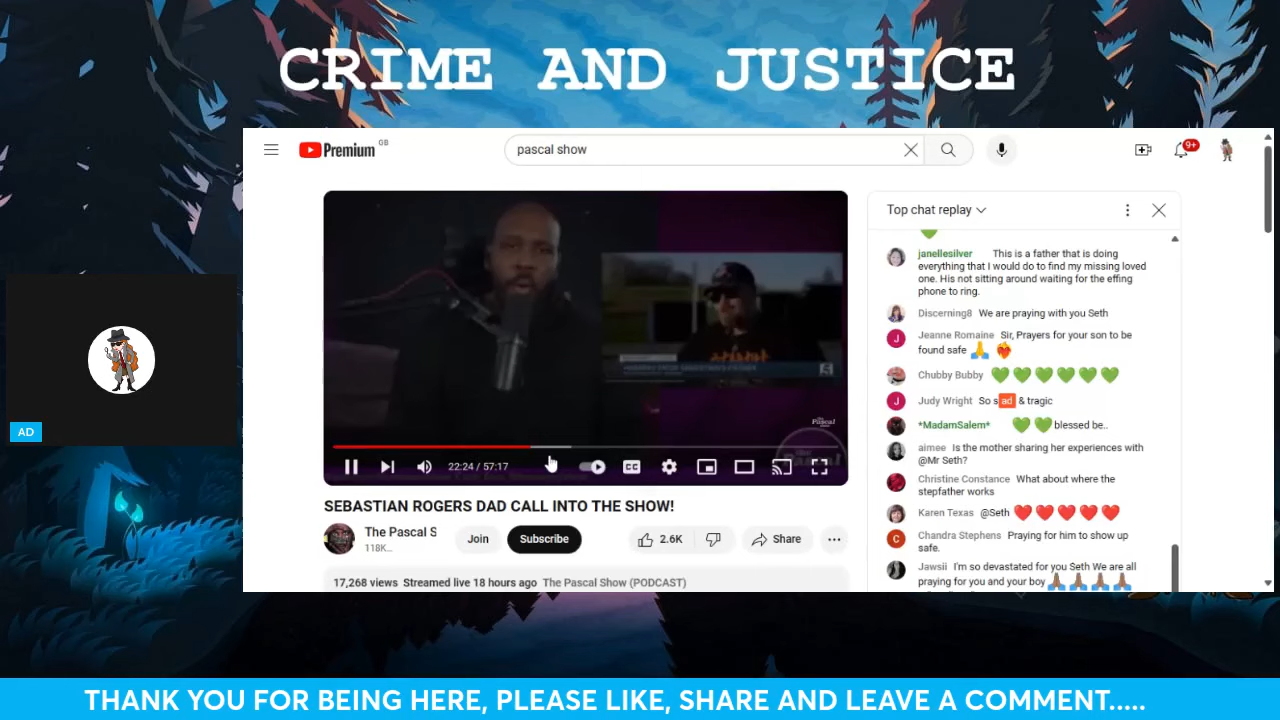 CRIME AND JUSTICE
Premium GB
pascal show
9+
Top chat replay
janellesilver This is a father that is doing
everything that I would do to find my missing loved
one. His not sitting around waiting for the effing
phone to ring.
Discerning8 We are praying with you Seth
Jeanne Romaine Sir, Prayers for your son to be
found safe 🙏 ❤️‍🔥
Chubby Bubby 💚 💚 💚 💚 💚 💚
Judy Wright So sad & tragic
*MadamSalem* 💚 💚 blessed be..
aimee Is the mother sharing her experiences with
@Mr Seth?
Christine Constance What about where the
stepfather works
Karen Texas @Seth ❤️ ❤️ ❤️ ❤️ ❤️
Chandra Stephens Praying for him to show up
safe.
Jawsii I'm so devastated for you Seth We are all
praying for you and your boy 🙏🏽 🙏🏽 🙏🏽 🙏🏽
The Pascal
22:24 / 57:17
CC
SEBASTIAN ROGERS DAD CALL INTO THE SHOW!
The Pascal S
118K...
Join
Subscribe
2.6K
Share
17,268 views Streamed live 18 hours ago The Pascal Show (PODCAST)
AD
THANK YOU FOR BEING HERE, PLEASE LIKE, SHARE AND LEAVE A COMMENT.....